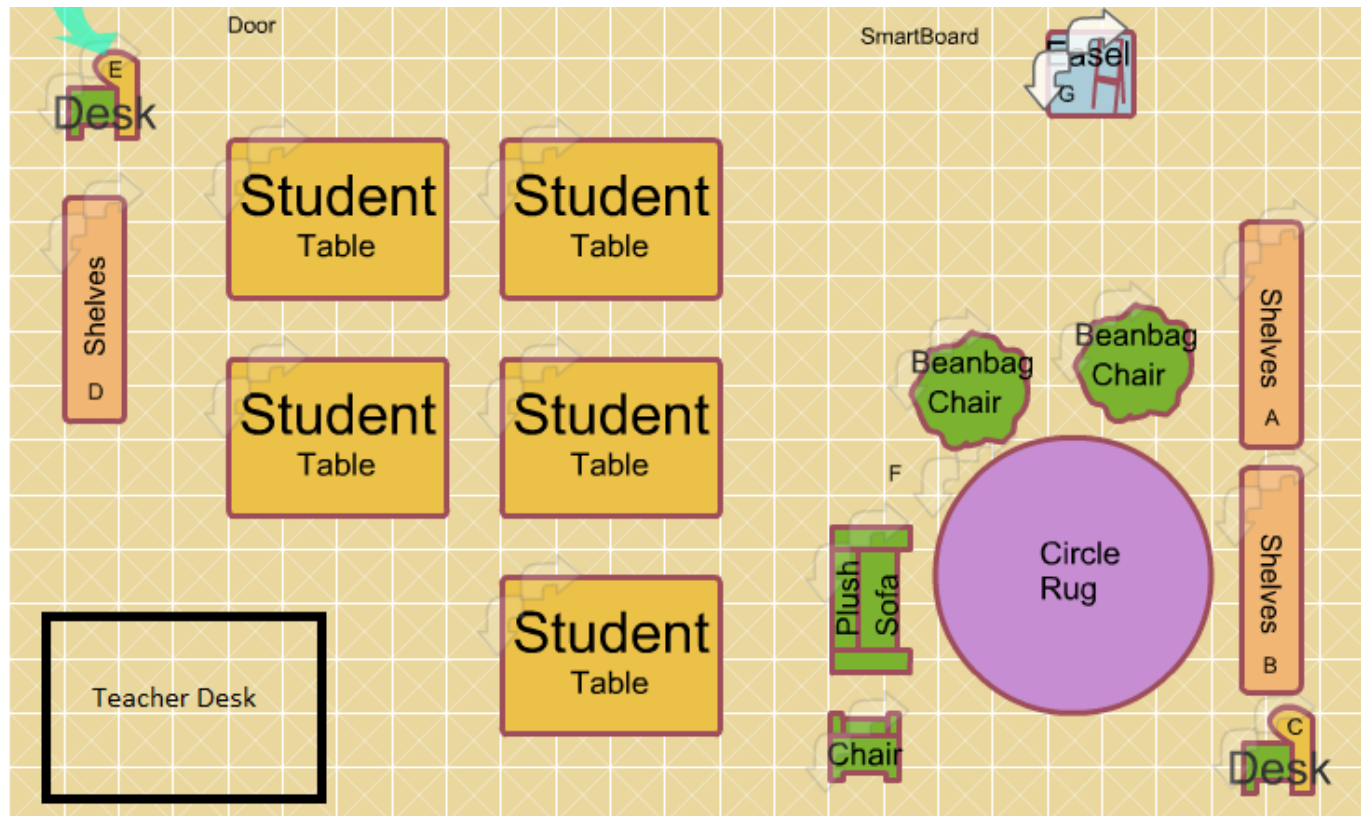 Door
SmartBoard
Easel
G
E
Desk
Student
Table
Student
Table
Shelves
D
Shelves
A
Beanbag
Chair
Beanbag
Chair
Student
Table
Student
Table
F
Circle
Rug
Plush
Sofa
Shelves
B
Student
Table
Teacher Desk
Chair
C
Desk